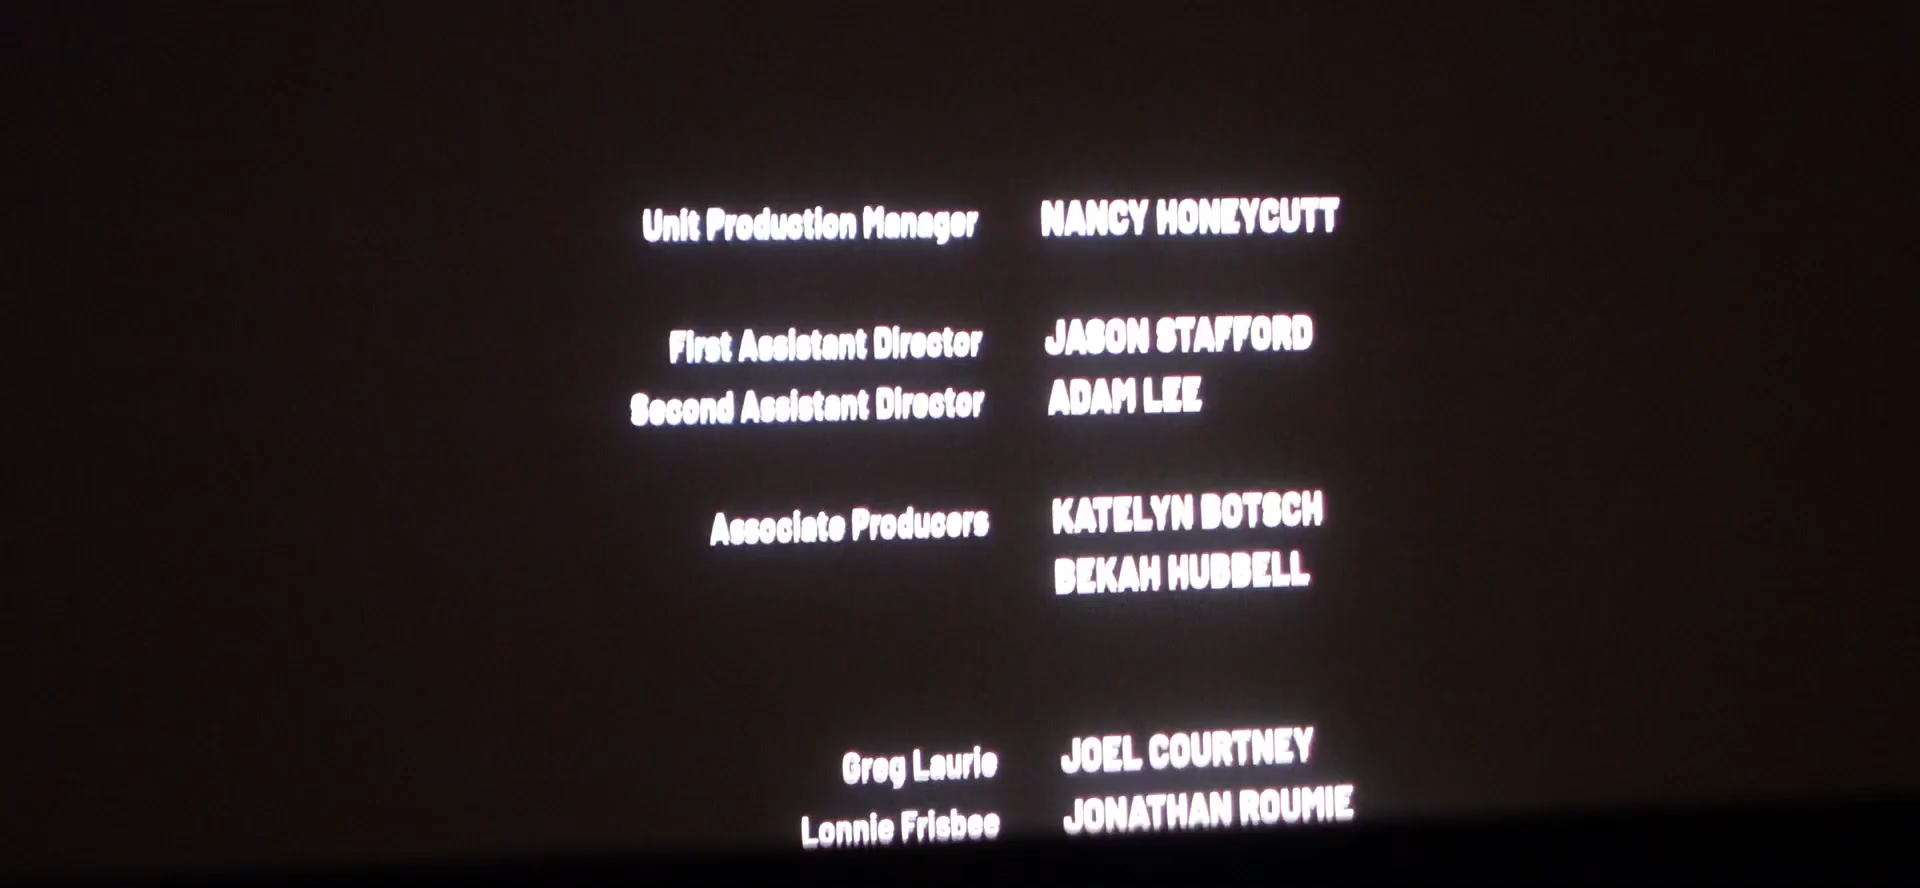 Unit Production Manager NANCY HONEYCUTT
First Assistant Director JASON STAFFORD
Second Assistant Director ADAM LEE
Associate Producers KATELYN BOTSCH
BEKAH HUBBELL
Greg Laurie JOEL COURTNEY
Lonnie Frisbee JONATHAN ROUMIE